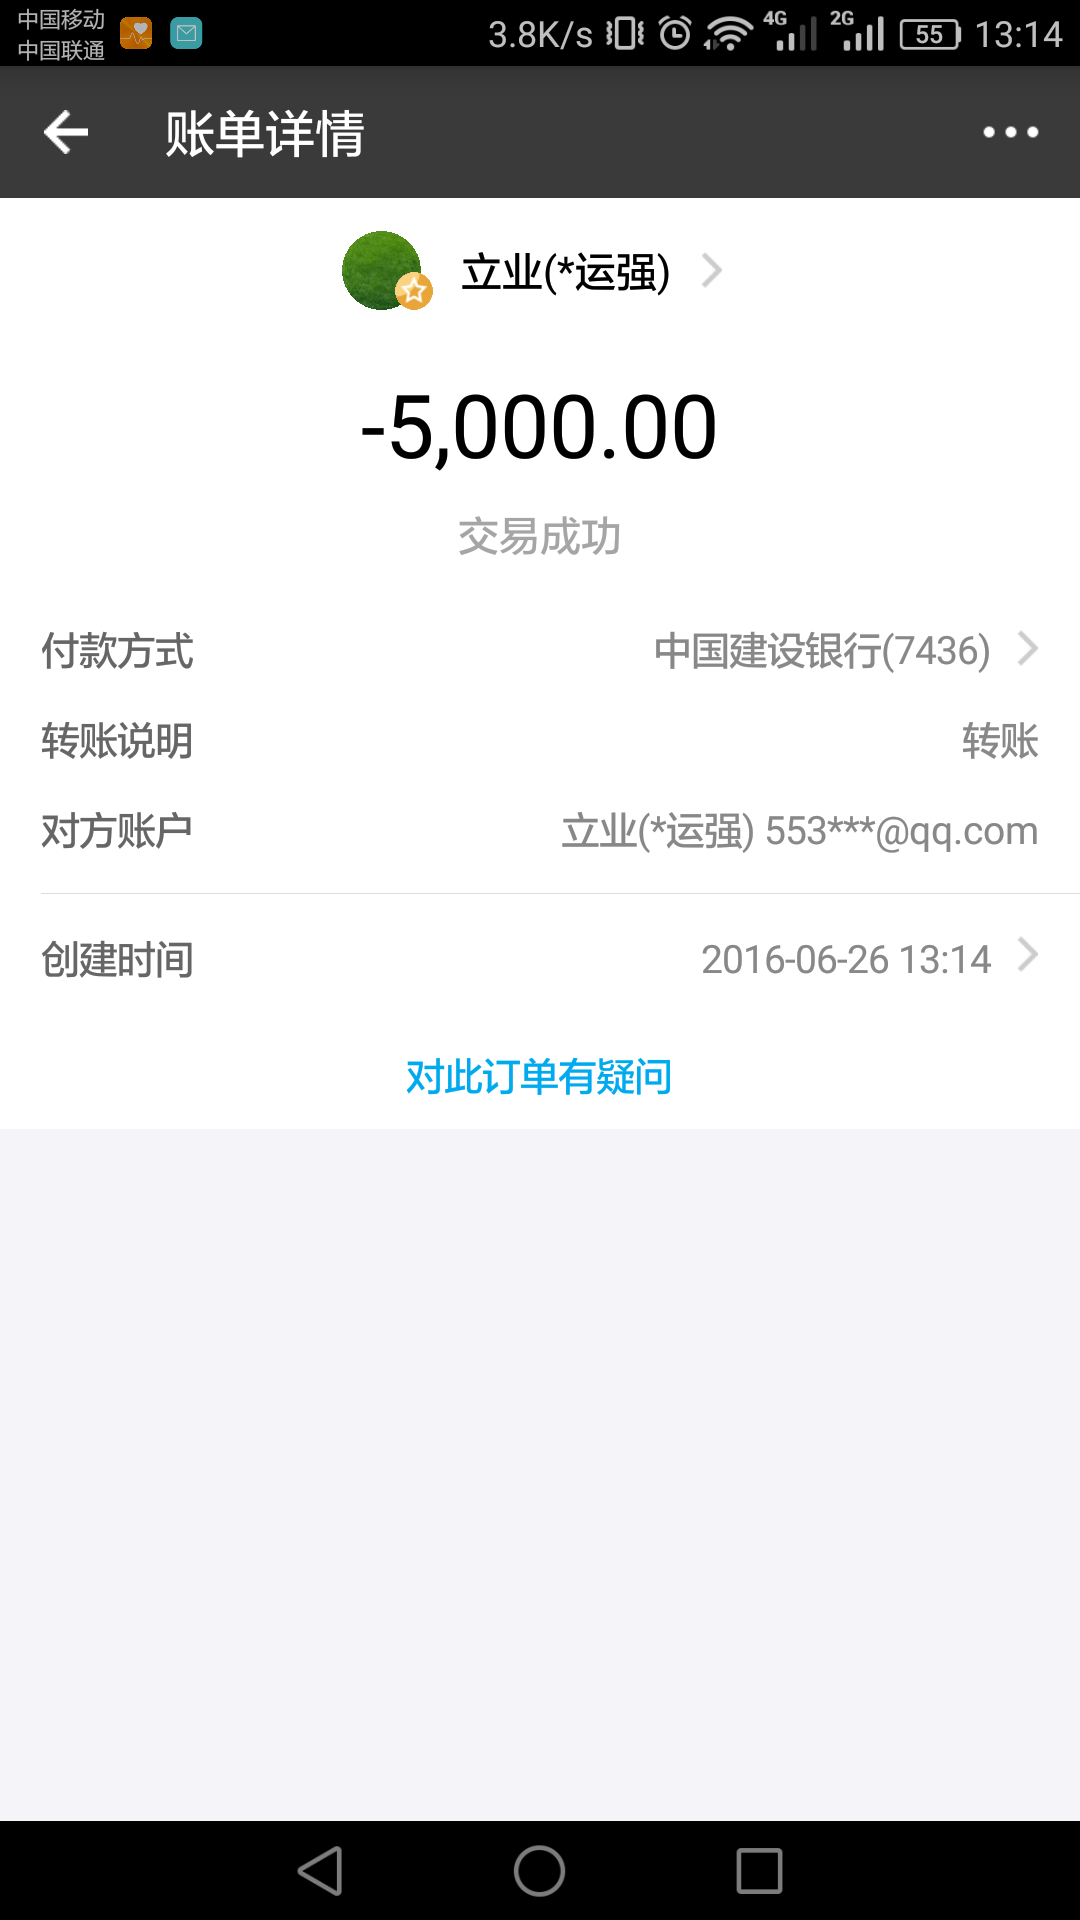 中国移动
中国联通
3.8K/s 4G 2G 55 13:14
账单详情
立业(*运强)
-5,000.00
交易成功
付款方式 中国建设银行(7436)
转账说明 转账
对方账户 立业(*运强) 553***@qq.com
创建时间 2016-06-26 13:14
对此订单有疑问